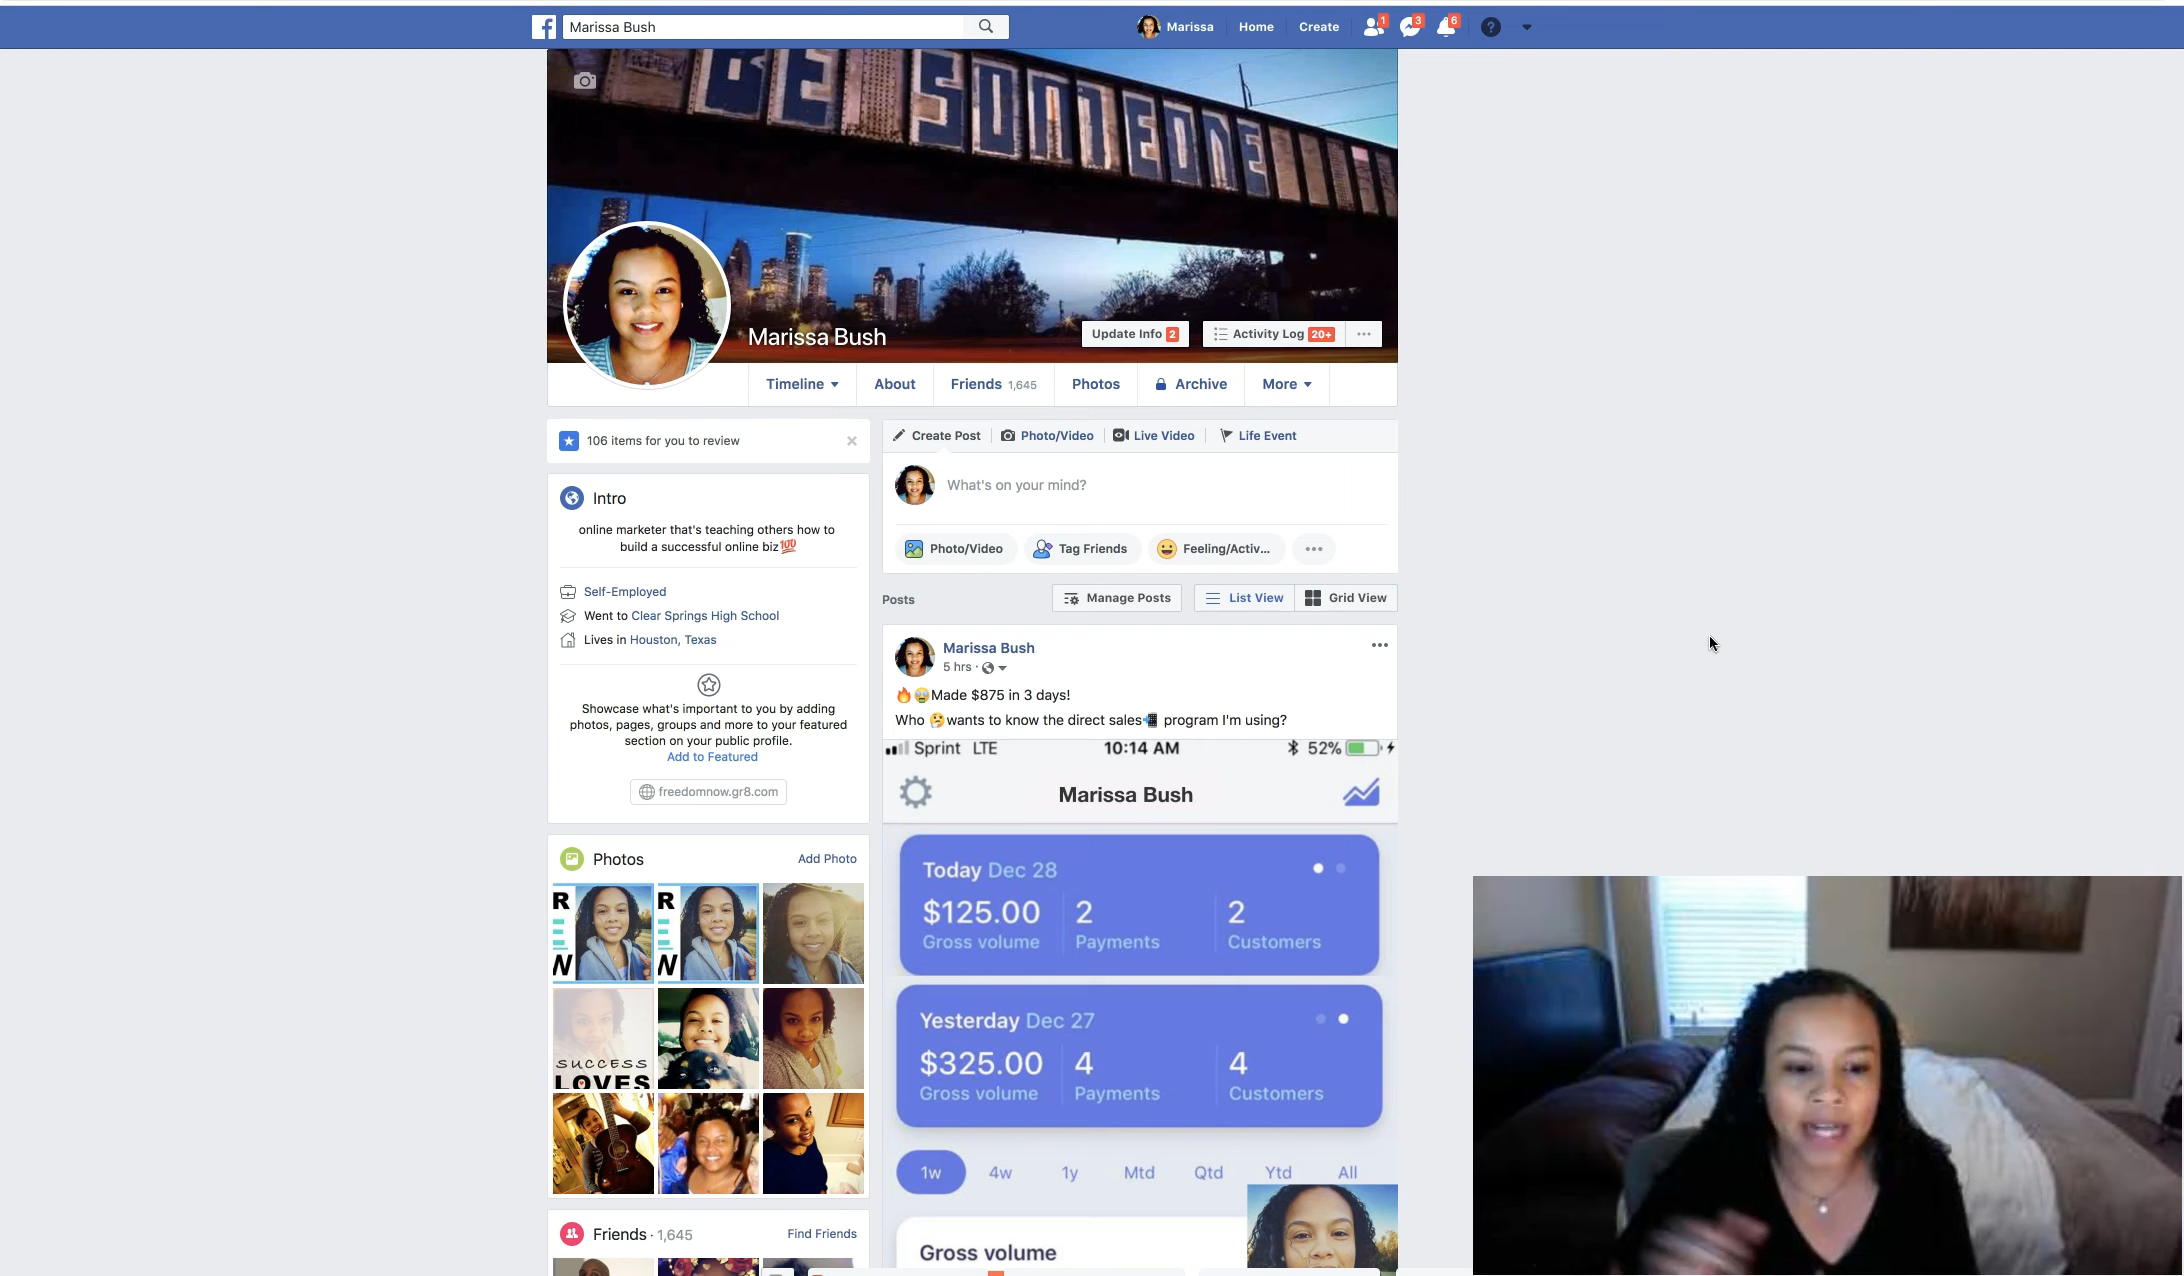 Marissa Bush
Marissa
Home
Create
1
3
6
?
BE SOMEONE
Marissa Bush
Update Info 2
Activity Log 20+
Timeline
About
Friends 1,645
Photos
Archive
More
106 items for you to review
Intro
online marketer that's teaching others how to
build a successful online biz💯
Self-Employed
Went to Clear Springs High School
Lives in Houston, Texas
Showcase what's important to you by adding
photos, pages, groups and more to your featured
section on your public profile.
Add to Featured
freedomnow.gr8.com
Photos
Add Photo
R
E
W
R
E
W
SUCCESS
LOVES
Friends · 1,645
Find Friends
Create Post
Photo/Video
Live Video
Life Event
What's on your mind?
Photo/Video
Tag Friends
Feeling/Activ...
Posts
Manage Posts
List View
Grid View
Marissa Bush
5 hrs ·
🔥😭Made $875 in 3 days!
Who 🤔wants to know the direct sales📲 program I'm using?
Sprint LTE
10:14 AM
52%
Marissa Bush
Today Dec 28
$125.00 2 2
Gross volume Payments Customers
Yesterday Dec 27
$325.00 4 4
Gross volume Payments Customers
1w 4w 1y Mtd Qtd Ytd All
Gross volume